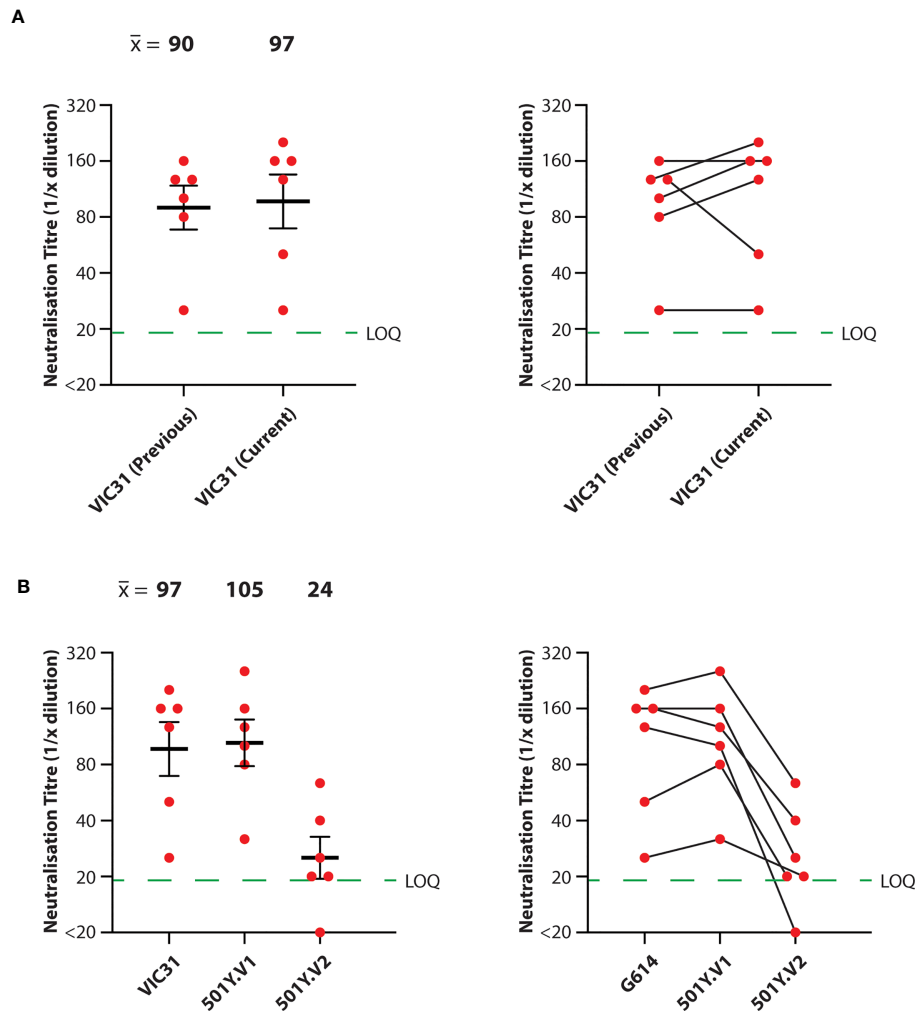 A
x̄ = 90 97
Neutralisation Titre (1/x dilution)
320
160
80
40
20
<20
LOQ
VIC31 (Previous)
VIC31 (Current)
Neutralisation Titre (1/x dilution)
320
160
80
40
20
<20
LOQ
VIC31 (Previous)
VIC31 (Current)
B
x̄ = 97 105 24
Neutralisation Titre (1/x dilution)
320
160
80
40
20
<20
LOQ
VIC31
501Y.V1
501Y.V2
Neutralisation Titre (1/x dilution)
320
160
80
40
20
<20
LOQ
G614
501Y.V1
501Y.V2